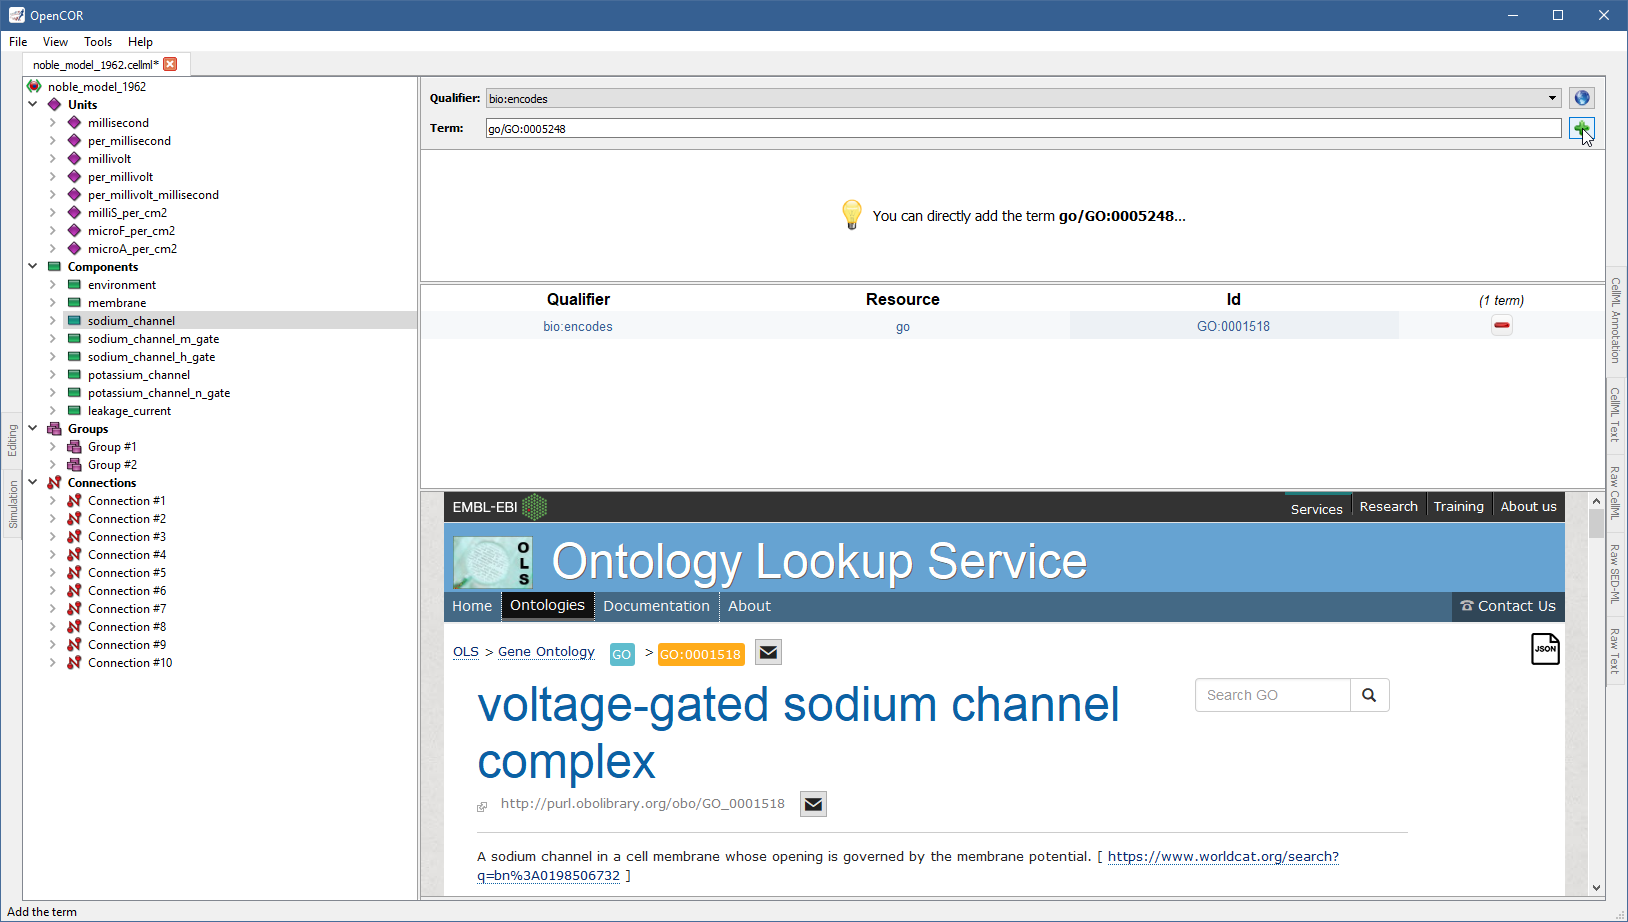 OpenCOR
File View Tools Help
noble_model_1962.cellml*
noble_model_1962
Units
millisecond
per_millisecond
millivolt
per_millivolt
per_millivolt_millisecond
milliS_per_cm2
microF_per_cm2
microA_per_cm2
Components
environment
membrane
sodium_channel
sodium_channel_m_gate
sodium_channel_h_gate
potassium_channel
potassium_channel_n_gate
leakage_current
Groups
Group #1
Group #2
Connections
Connection #1
Connection #2
Connection #3
Connection #4
Connection #5
Connection #6
Connection #7
Connection #8
Connection #9
Connection #10
Editing
Simulation
Qualifier: bio:encodes
Term: go/GO:0005248
You can directly add the term go/GO:0005248...
Qualifier Resource Id (1 term)
bio:encodes go GO:0001518
EMBL-EBI Services Research Training About us
OLS
Ontology Lookup Service
Home Ontologies Documentation About Contact Us
OLS > Gene Ontology GO > GO:0001518
JSON
voltage-gated sodium channel
complex
Search GO
http://purl.obolibrary.org/obo/GO_0001518
A sodium channel in a cell membrane whose opening is governed by the membrane potential. [ https://www.worldcat.org/search?
q=bn%3A0198506732 ]
CellML Annotation
CellML Text
Raw CellML
Raw SED-ML
Raw Text
Add the term